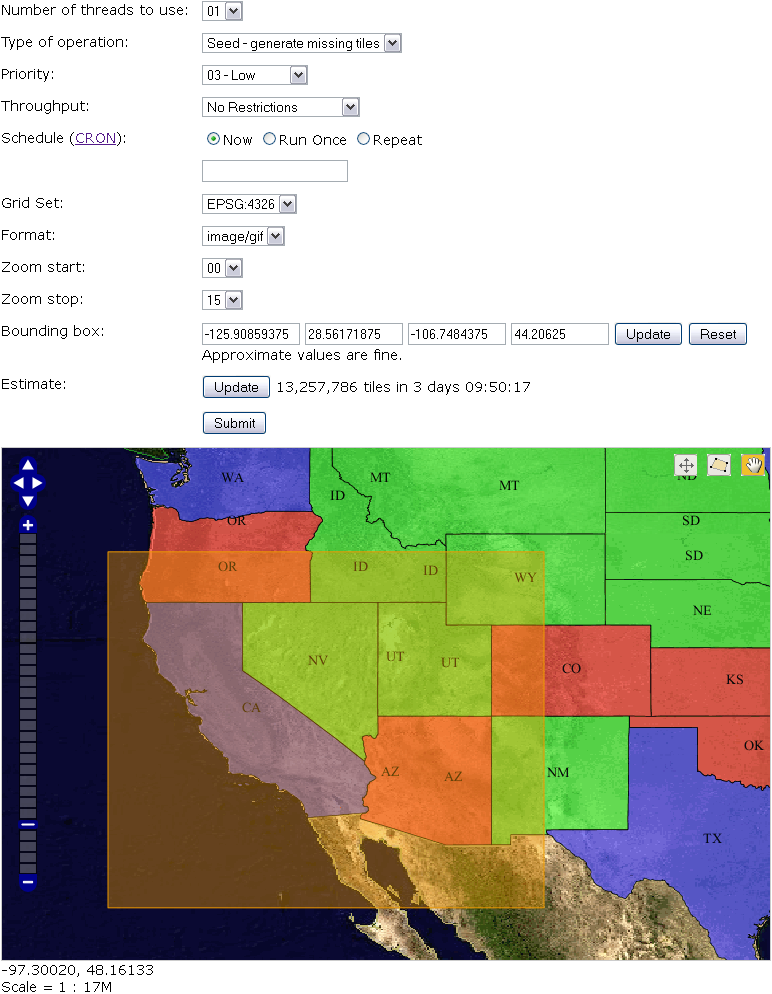 Number of threads to use: 01
Type of operation: Seed - generate missing tiles
Priority: 03 - Low
Throughput: No Restrictions
Schedule (CRON): Now Run Once Repeat
Grid Set: EPSG:4326
Format: image/gif
Zoom start: 00
Zoom stop: 15
Bounding box: -125.90859375 28.56171875 -106.7484375 44.20625 Update Reset
Approximate values are fine.
Estimate: Update 13,257,786 tiles in 3 days 09:50:17
Submit
WA ID MT MT ND
OR SD
OR ID ID WY SD
NE
NV UT UT CO KS
CA
AZ AZ NM OK
TX
-97.30020, 48.16133
Scale = 1 : 17M